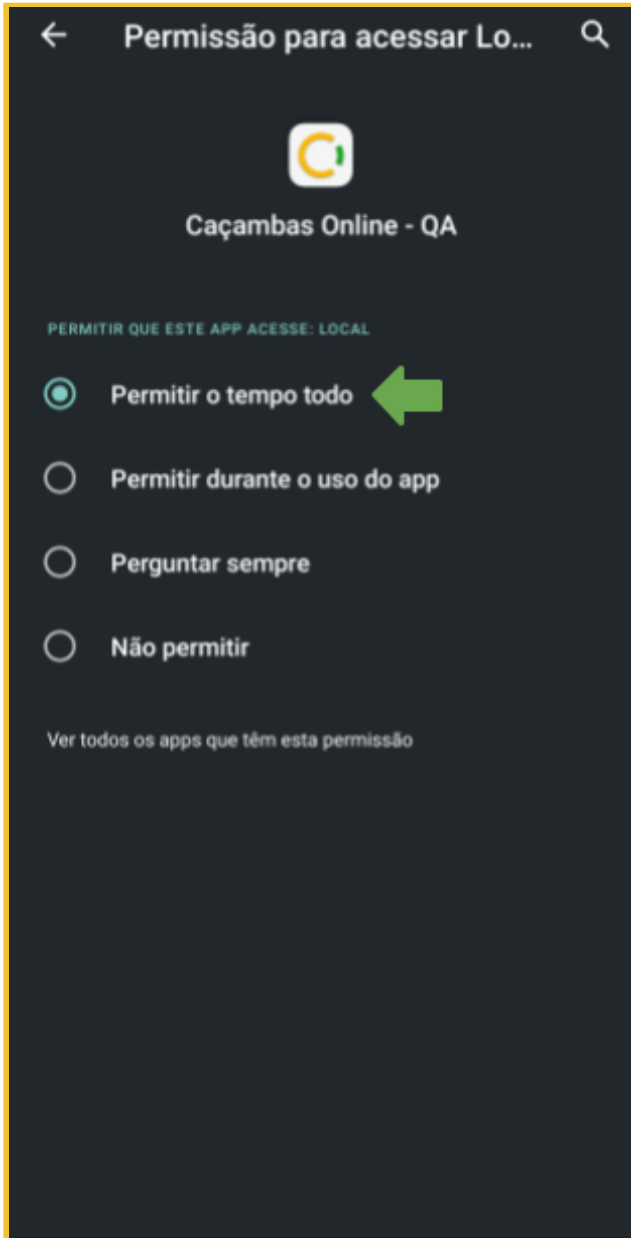 Permissão para acessar Lo...
Caçambas Online - QA
PERMITIR QUE ESTE APP ACESSE: LOCAL
Permitir o tempo todo
Permitir durante o uso do app
Perguntar sempre
Não permitir
Ver todos os apps que têm esta permissão